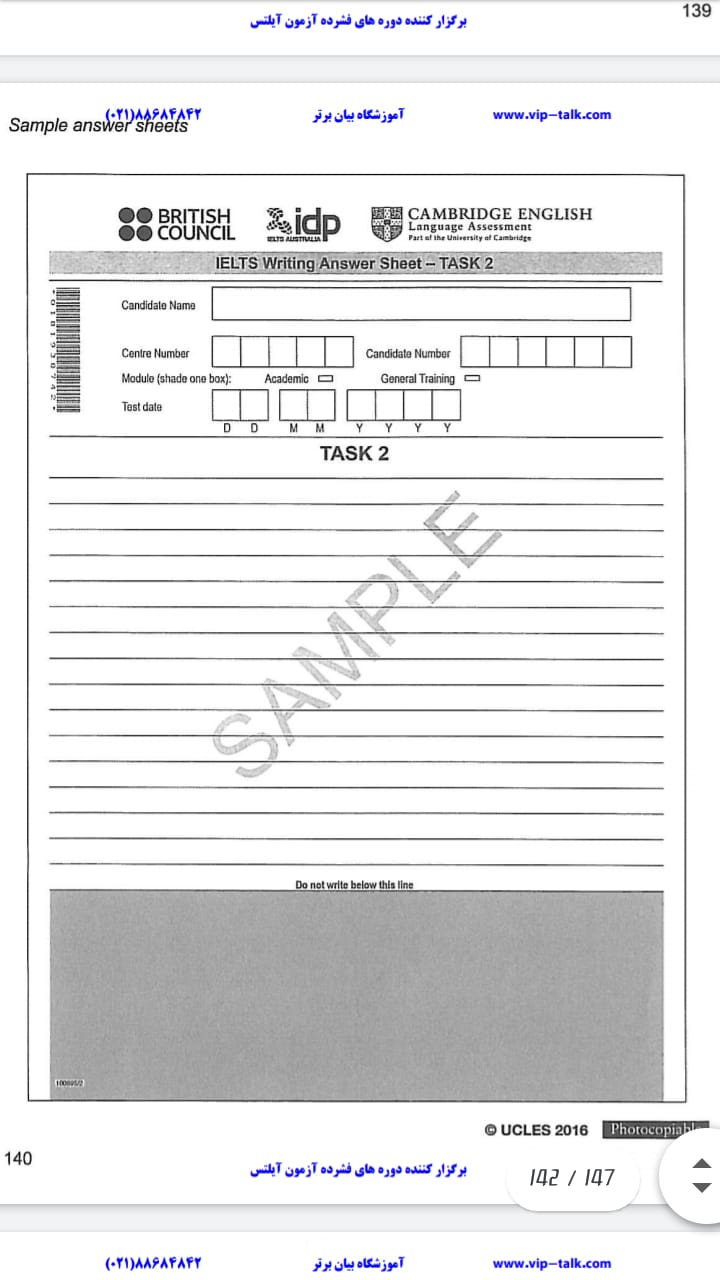 139
برگزار کننده دوره های فشرده آزمون آیلتس
(۰۲۱)۸۸۶۸۴۸۴۲ آموزشگاه بیان برتر www.vip-talk.com
Sample answer sheets
BRITISH COUNCIL
idp
IELTS AUSTRALIA
CAMBRIDGE ENGLISH
Language Assessment
Part of the University of Cambridge
IELTS Writing Answer Sheet – TASK 2
Candidate Name
Centre Number Candidate Number
Module (shade one box): Academic General Training
Test date
D D M M Y Y Y Y
TASK 2
SAMPLE
Do not write below this line
© UCLES 2016 Photocopiable
140
برگزار کننده دوره های فشرده آزمون آیلتس
142 / 147
(۰۲۱)۸۸۶۸۴۸۴۲ آموزشگاه بیان برتر www.vip-talk.com